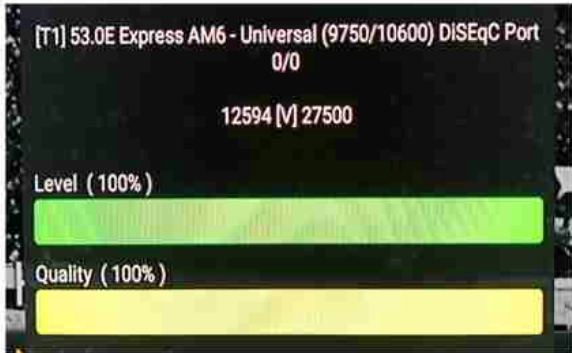 [T1] 53.0E Express AM6 - Universal (9750/10600) DiSEqC Port
0/0
12594 [V] 27500
Level ( 100% )
Quality ( 100% )